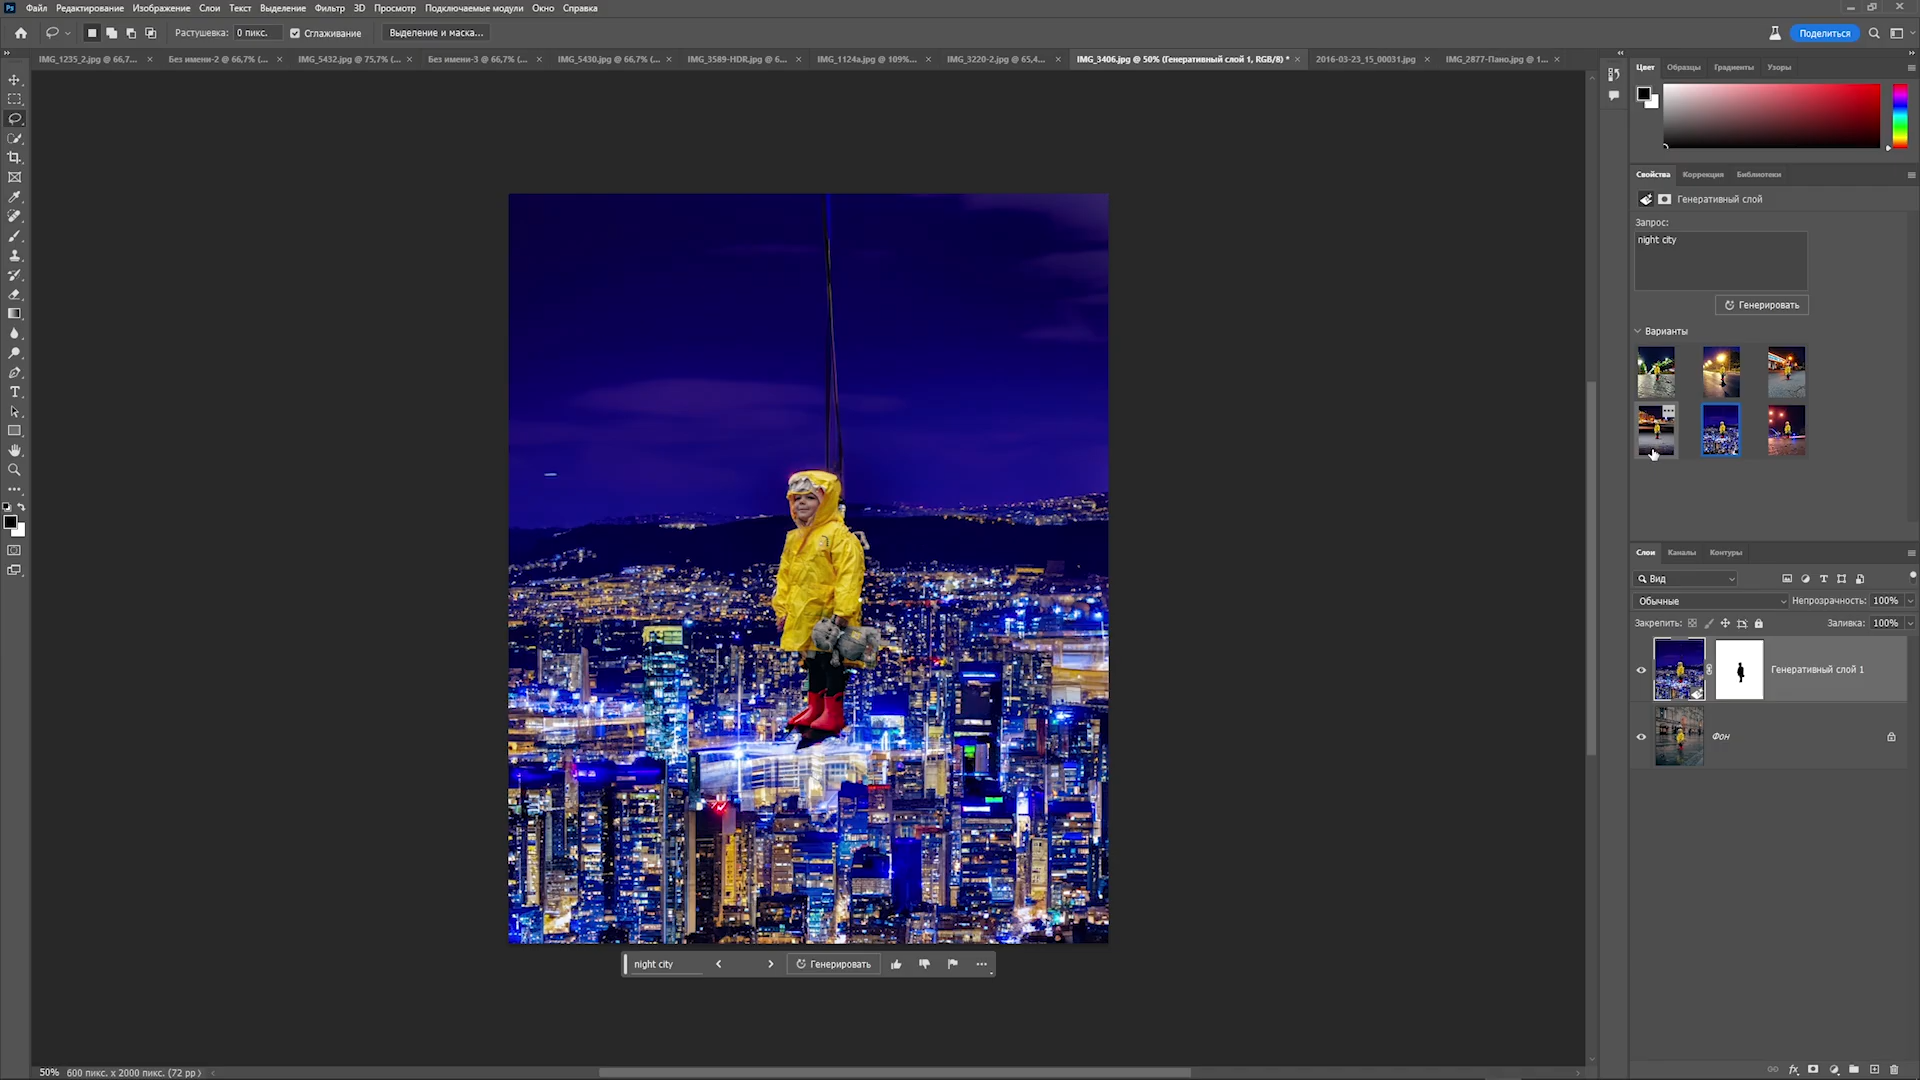 Ps Файл Редактирование Изображение Слои Текст Выделение Фильтр 3D Просмотр Подключаемые модули Окно Справка
Растушевка: 0 пикс. Сглаживание Выделение и маска... Поделиться
IMG_1235_2.jpg @ 66,7... Без имени-2 @ 66,7% (... IMG_5432.jpg @ 75,7% (... Без имени-3 @ 66,7% (... IMG_5430.jpg @ 66,7% (... IMG_3589-HDR.jpg @ 6... IMG_1124a.jpg @ 109%... IMG_3220-2.jpg @ 65,4... IMG_3406.jpg @ 50% (Генеративный слой 1, RGB/8) * 2016-03-23_15_00031.jpg IMG_2877-Пано.jpg @ 1...
Цвет Образцы Градиенты Узоры
Свойства Коррекция Библиотеки
Генеративный слой
Запрос:
night city
Генерировать
Варианты
Слои Каналы Контуры
Вид
Обычные Непрозрачность: 100%
Закрепить: Заливка: 100%
Генеративный слой 1
Фон
night city Генерировать
50% 600 пикс. x 2000 пикс. (72 pp)